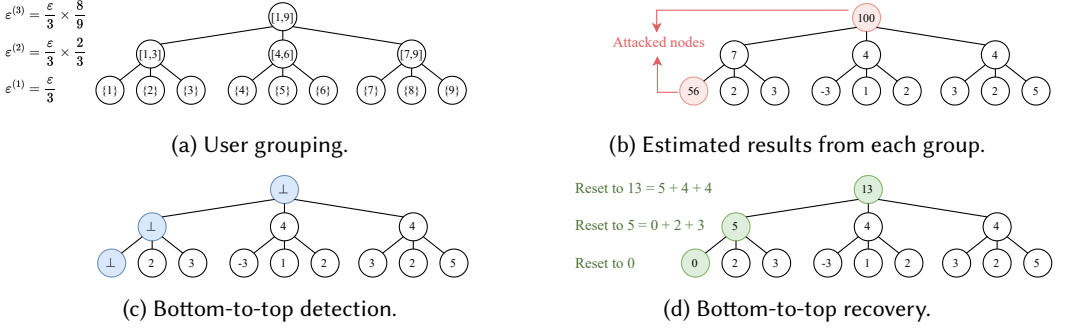 ε(3) = ε/3 × 8/9
[1,9]
ε(2) = ε/3 × 2/3
[1,3] [4,6] [7,9]
ε(1) = ε/3
{1} {2} {3} {4} {5} {6} {7} {8} {9}
(a) User grouping.
100
Attacked nodes
7 4 4
56 2 3 -3 1 2 3 2 5
(b) Estimated results from each group.
⊥
⊥ 4 4
⊥ 2 3 -3 1 2 3 2 5
(c) Bottom-to-top detection.
Reset to 13 = 5 + 4 + 4 13
Reset to 5 = 0 + 2 + 3 5 4 4
Reset to 0 0 2 3 -3 1 2 3 2 5
(d) Bottom-to-top recovery.